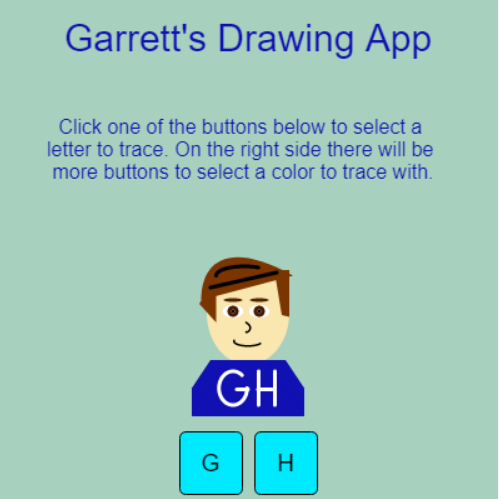 Garrett's Drawing App
Click one of the buttons below to select a
letter to trace. On the right side there will be
more buttons to select a color to trace with.
GH
G H